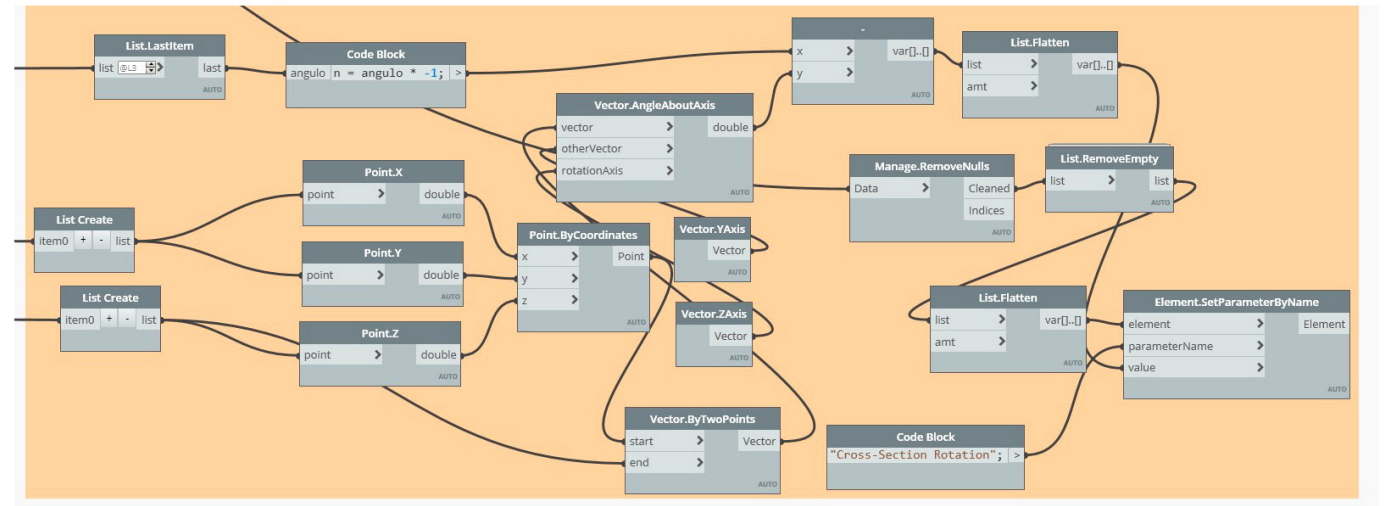 List.LastItem
list @L3 > last
AUTO
Code Block
angulo n = angulo * -1; >
-
x > var[]..[]
y >
AUTO
List.Flatten
list > var[]..[]
amt >
AUTO
Vector.AngleAboutAxis
vector > double
otherVector >
rotationAxis >
AUTO
Manage.RemoveNulls
Data > Cleaned
Indices
AUTO
List.RemoveEmpty
list > list
AUTO
Point.X
point > double
AUTO
List Create
item0 + - list
AUTO
Point.Y
point > double
AUTO
List Create
item0 + - list
AUTO
Point.Z
point > double
AUTO
Point.ByCoordinates
x > Point
y >
z >
AUTO
Vector.YAxis
Vector
AUTO
Vector.ZAxis
Vector
AUTO
Vector.ByTwoPoints
start > Vector
end >
AUTO
List.Flatten
list > var[]..[]
amt >
AUTO
Element.SetParameterByName
element > Element
parameterName >
value >
AUTO
Code Block
"Cross-Section Rotation"; >
AUTO